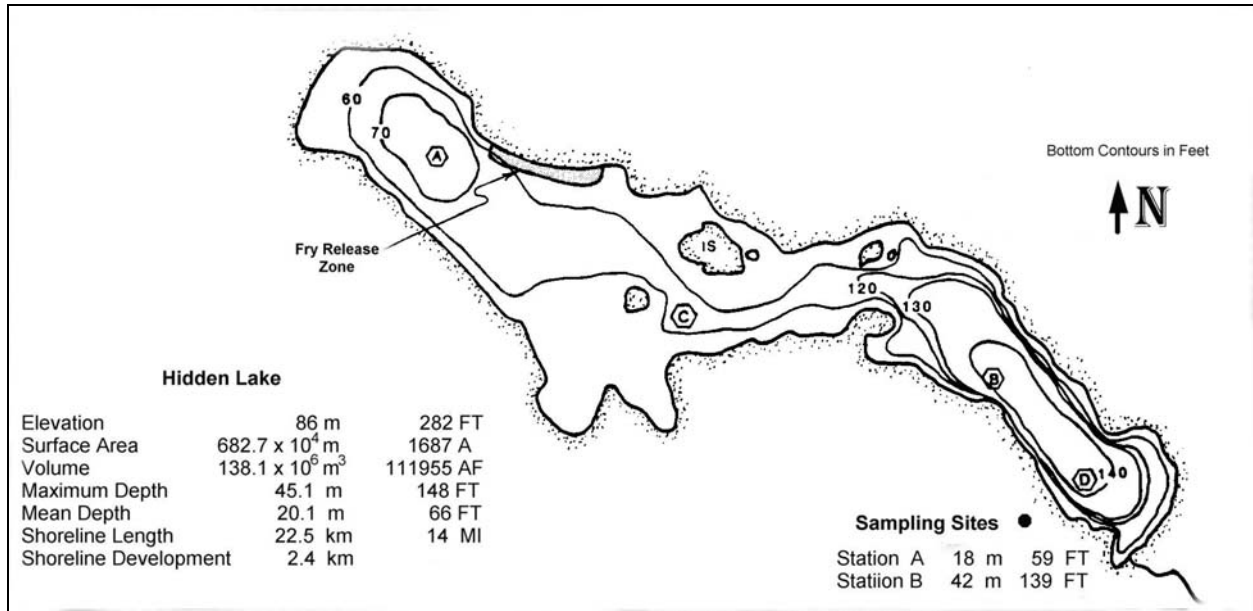 60
70
A
Bottom Contours in Feet
N
Fry Release
Zone
IS
120
130
C
B
D
140
Hidden Lake
Elevation 86 m 282 FT
Surface Area 682.7 x 10⁴ m 1687 A
Volume 138.1 x 10⁶ m³ 111955 AF
Maximum Depth 45.1 m 148 FT
Mean Depth 20.1 m 66 FT
Shoreline Length 22.5 km 14 MI
Shoreline Development 2.4 km
Sampling Sites
Station A 18 m 59 FT
Statiion B 42 m 139 FT